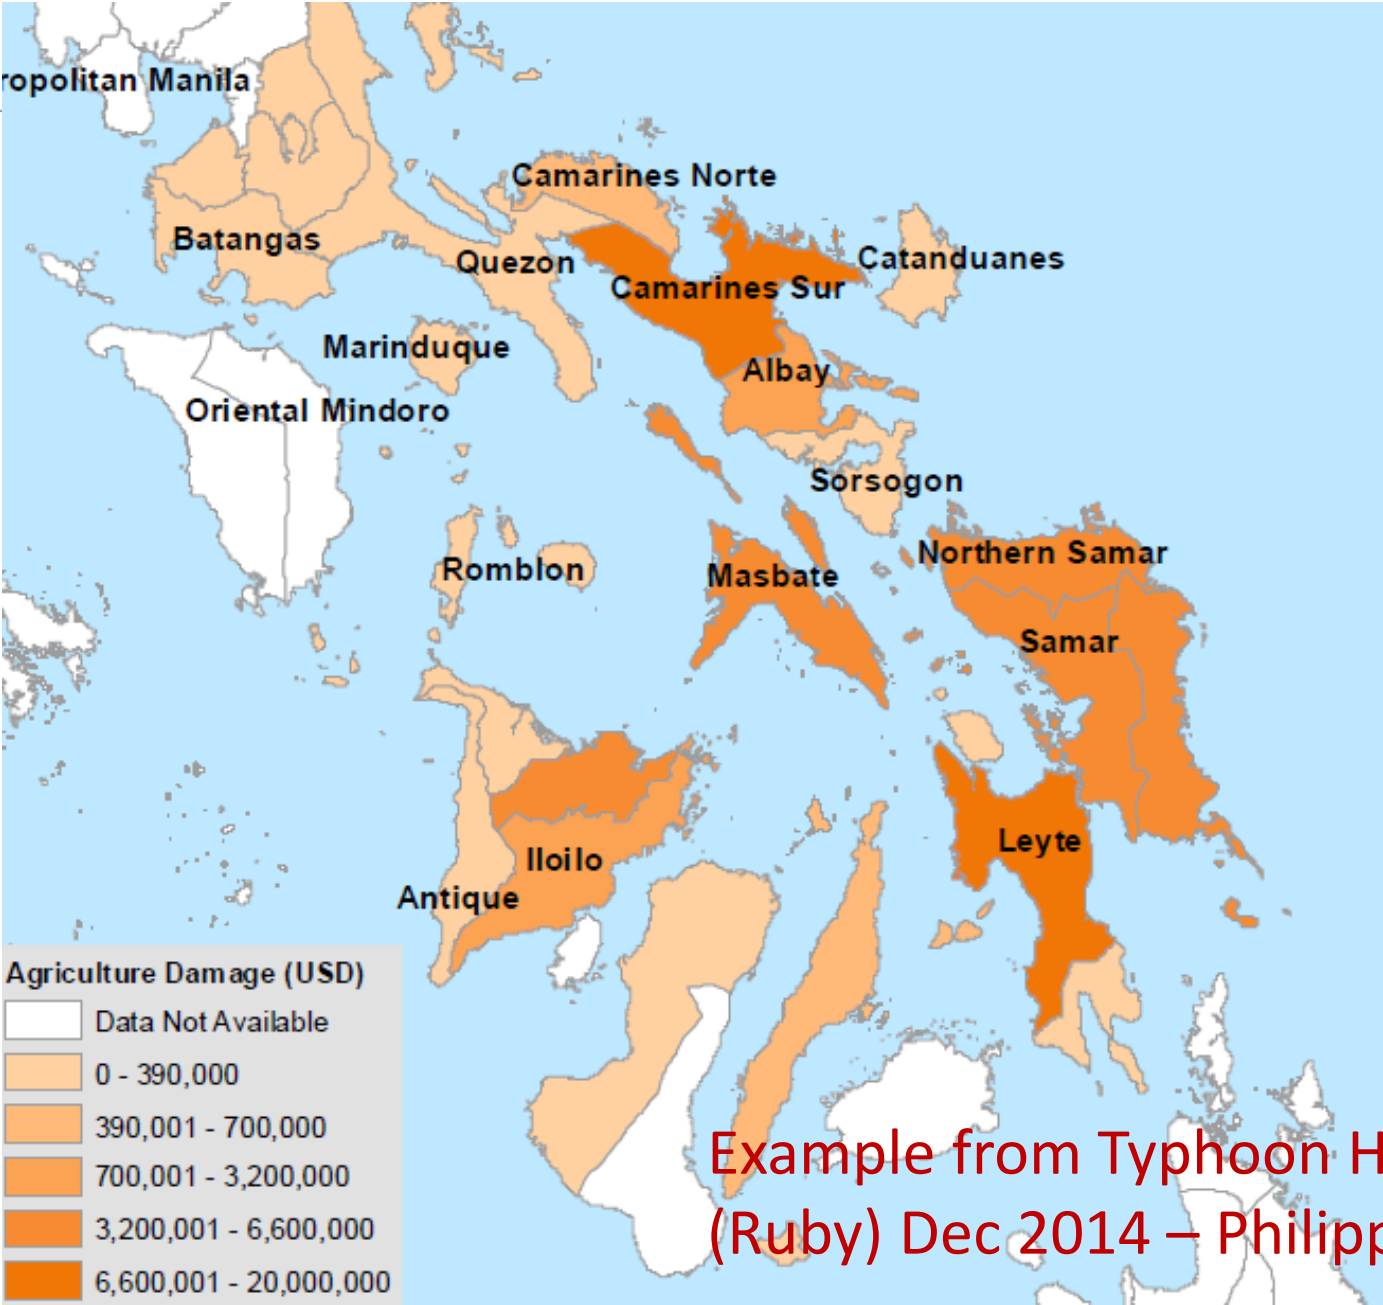 ropolitan Manila
Camarines Norte
Batangas
Quezon
Catanduanes
Camarines Sur
Marinduque
Albay
Oriental Mindoro
Sorsogon
Northern Samar
Romblon
Masbate
Samar
Leyte
Iloilo
Antique
Agriculture Damage (USD)
Data Not Available
0 - 390,000
390,001 - 700,000
700,001 - 3,200,000
3,200,001 - 6,600,000
6,600,001 - 20,000,000
Example from Typhoon H
(Ruby) Dec 2014 – Philipp